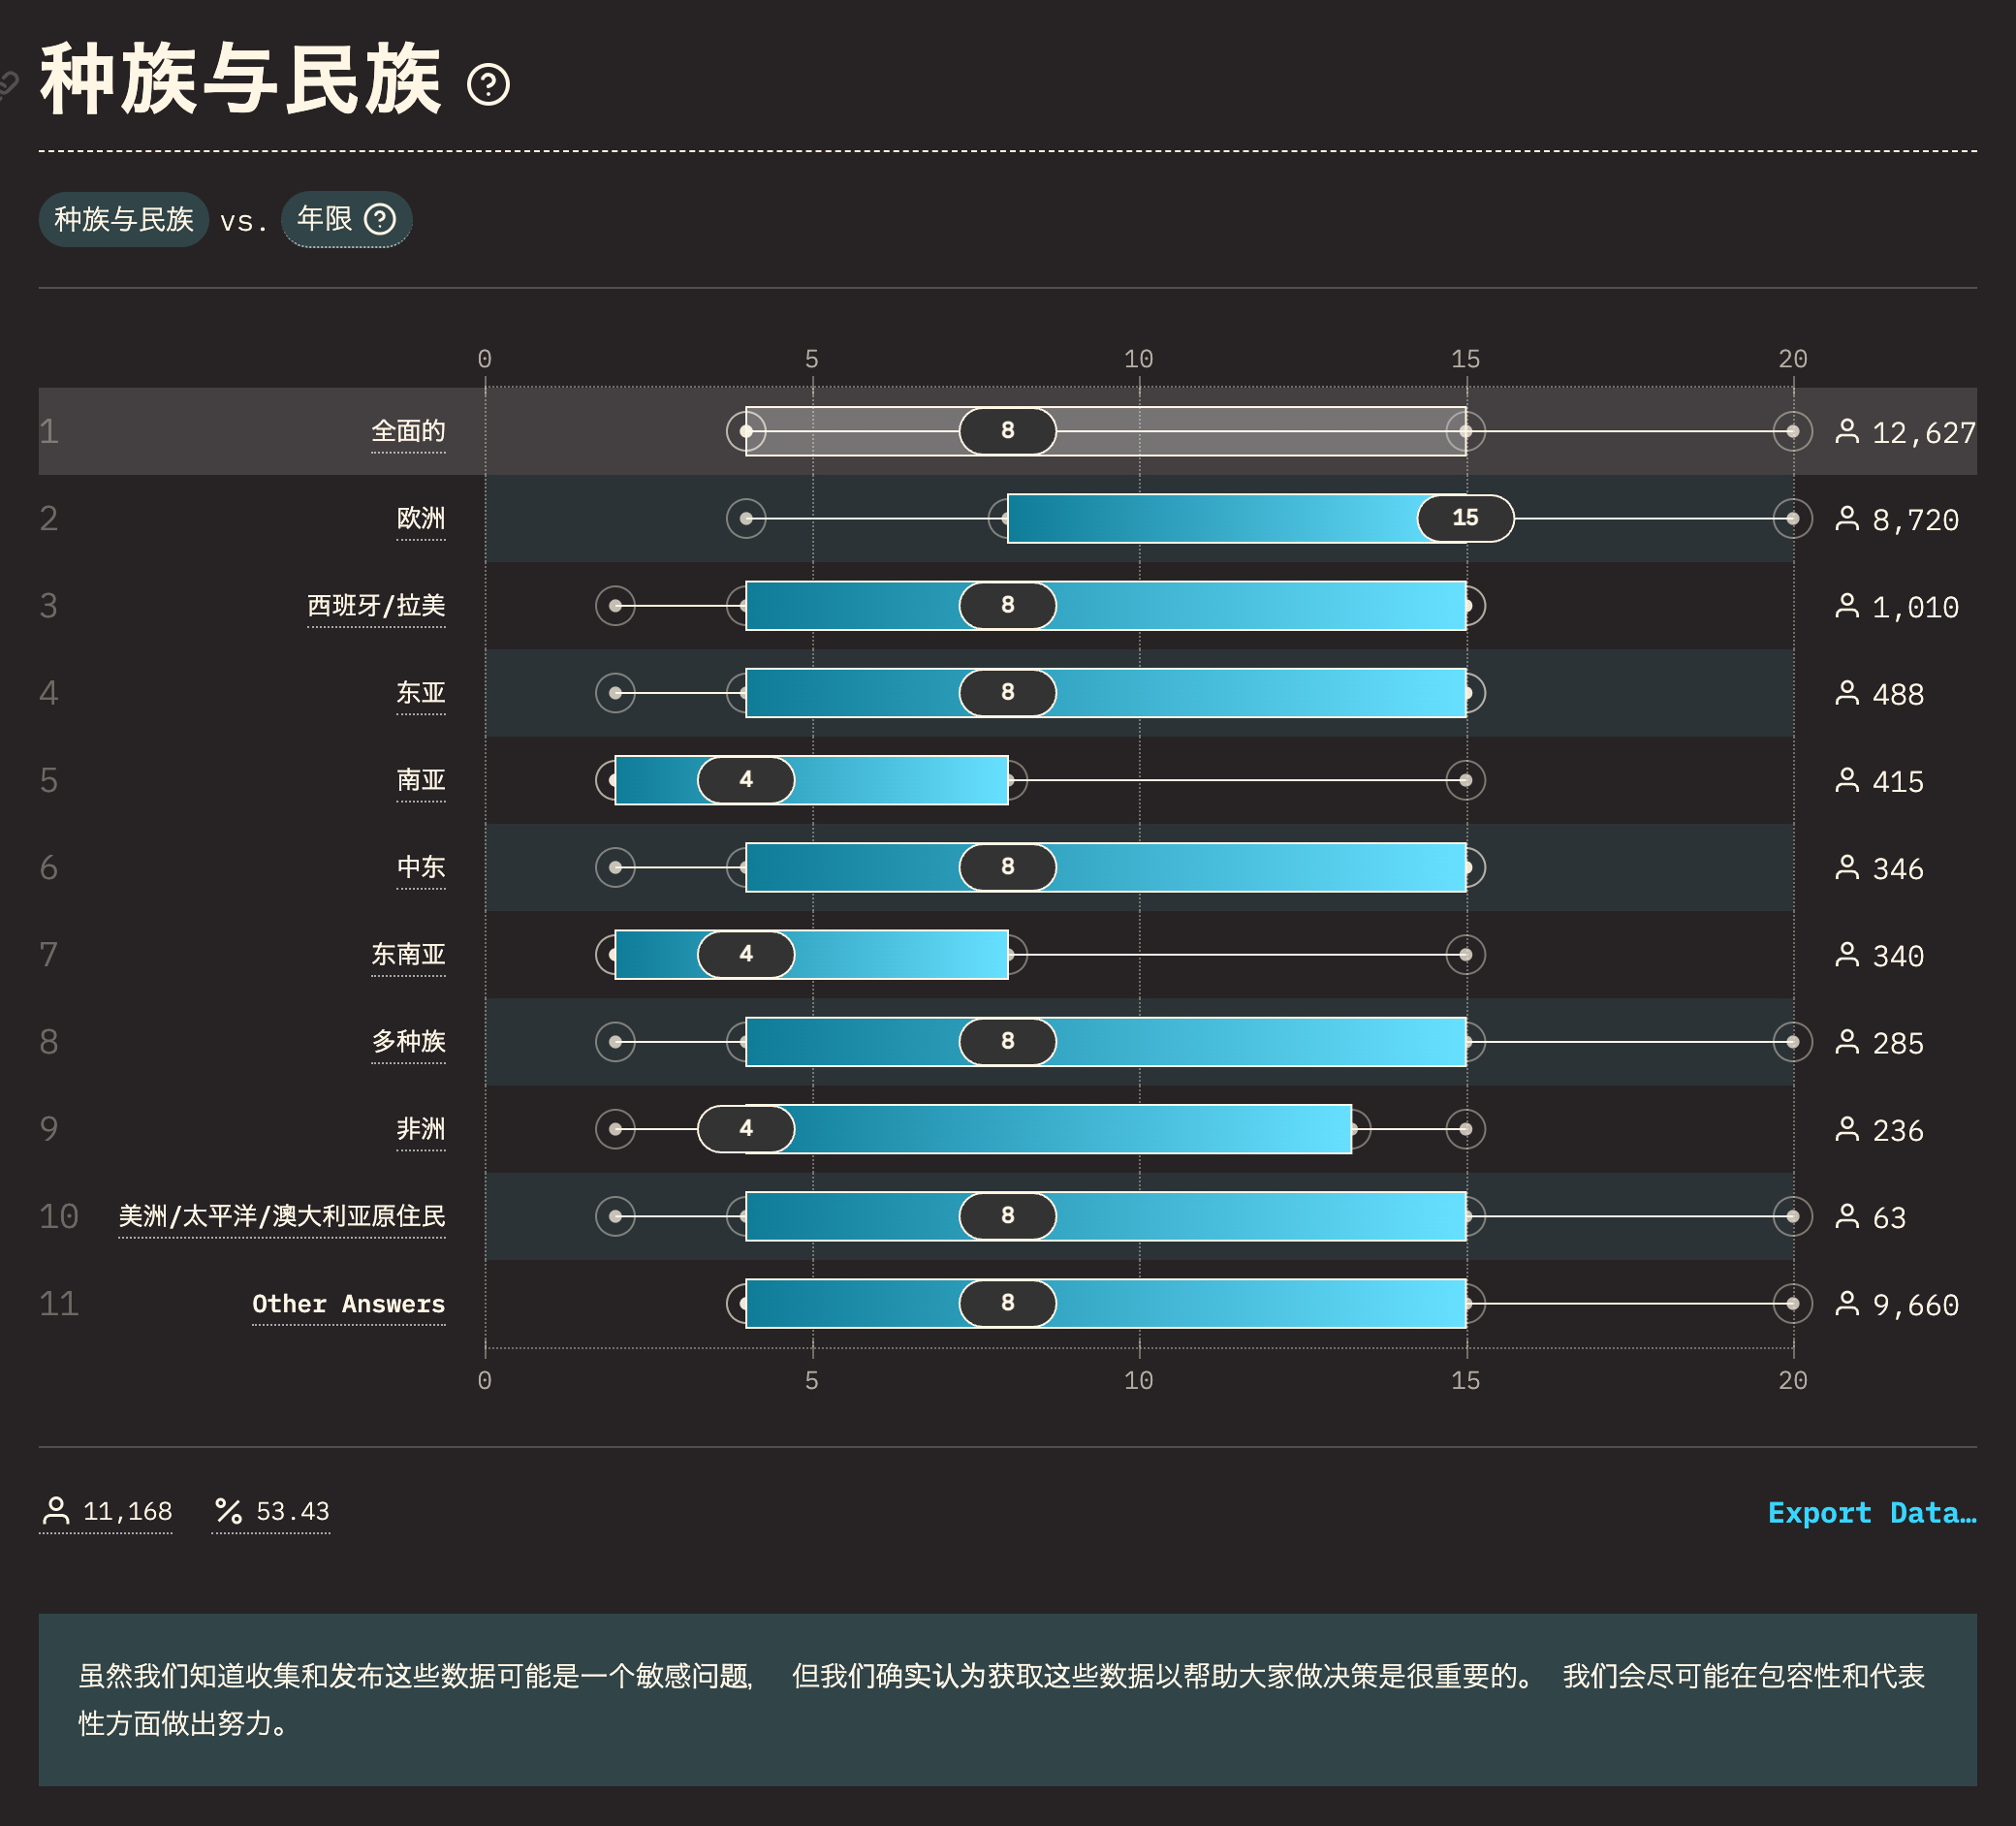 种族与民族
种族与民族 vs. 年限
0 5 10 15 20
1 全面的 8 12,627
2 欧洲 15 8,720
3 西班牙/拉美 8 1,010
4 东亚 8 488
5 南亚 4 415
6 中东 8 346
7 东南亚 4 340
8 多种族 8 285
9 非洲 4 236
10 美洲/太平洋/澳大利亚原住民 8 63
11 Other Answers 8 9,660
0 5 10 15 20
11,168 % 53.43 Export Data…
虽然我们知道收集和发布这些数据可能是一个敏感问题， 但我们确实认为获取这些数据以帮助大家做决策是很重要的。 我们会尽可能在包容性和代表
性方面做出努力。